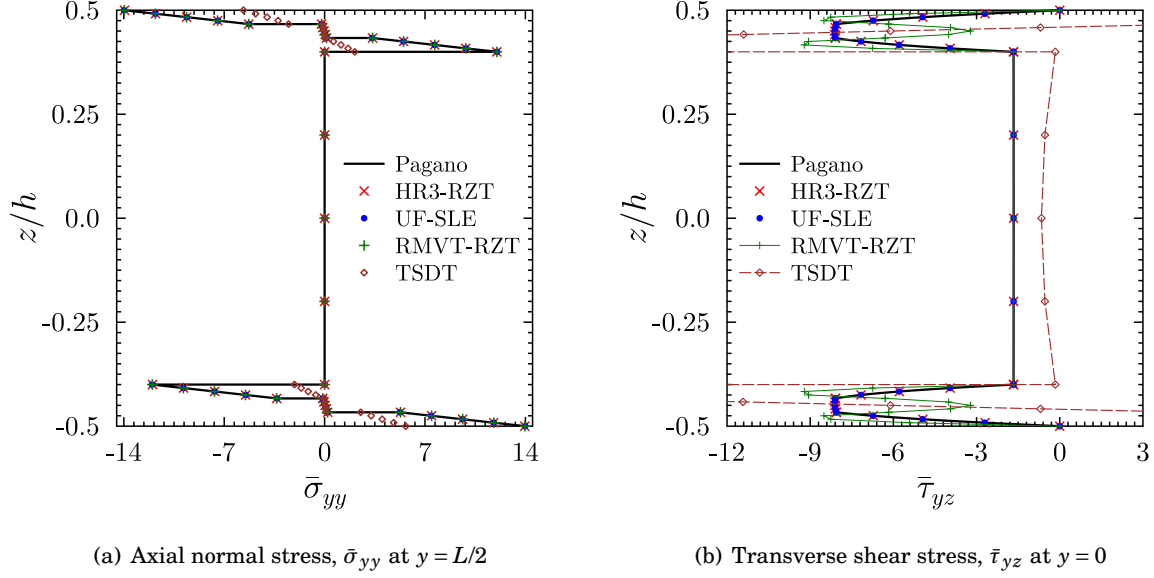 0.5
0.25
0.0
-0.25
-0.5
z/h
-14 -7 0 7 14
σ̄yy
Pagano
HR3-RZT
UF-SLE
RMVT-RZT
TSDT
(a) Axial normal stress, σ̄yy at y = L/2
0.5
0.25
0.0
-0.25
-0.5
z/h
-12 -9 -6 -3 0 3
τ̄yz
Pagano
HR3-RZT
UF-SLE
RMVT-RZT
TSDT
(b) Transverse shear stress, τ̄yz at y = 0